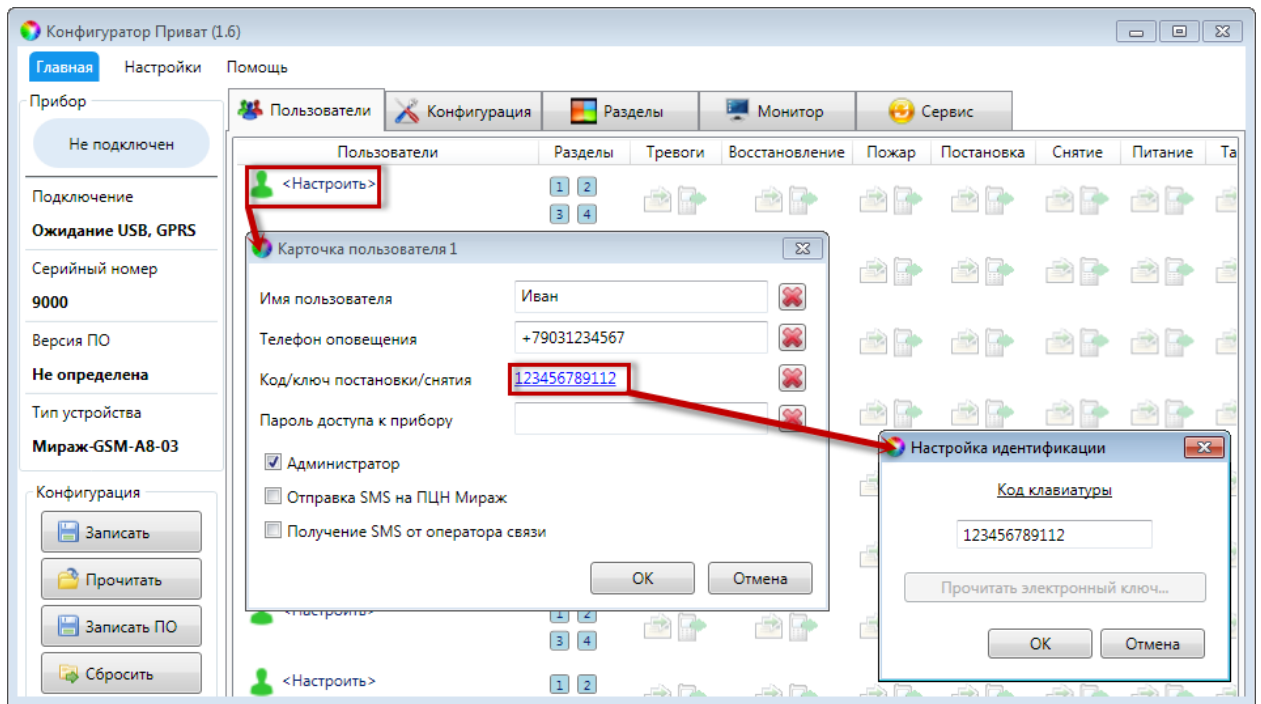 Конфигуратор Приват (1.6)
Главная Настройки Помощь
Прибор
Не подключен
Подключение
Ожидание USB, GPRS
Серийный номер
9000
Версия ПО
Не определена
Тип устройства
Мираж-GSM-A8-03
Конфигурация
Записать
Прочитать
Записать ПО
Сбросить
Пользователи Конфигурация Разделы Монитор Сервис
Пользователи Разделы Тревоги Восстановление Пожар Постановка Снятие Питание Та
<Настроить> 1 2
3 4
Карточка пользователя 1
Имя пользователя Иван
Телефон оповещения +79031234567
Код/ключ постановки/снятия 123456789112
Пароль доступа к прибору
Администратор
Отправка SMS на ПЦН Мираж
Получение SMS от оператора связи
ОК Отмена
Настройка идентификации
Код клавиатуры
123456789112
Прочитать электронный ключ...
ОК Отмена
<Настроить> 1 2
3 4
<Настроить> 1 2